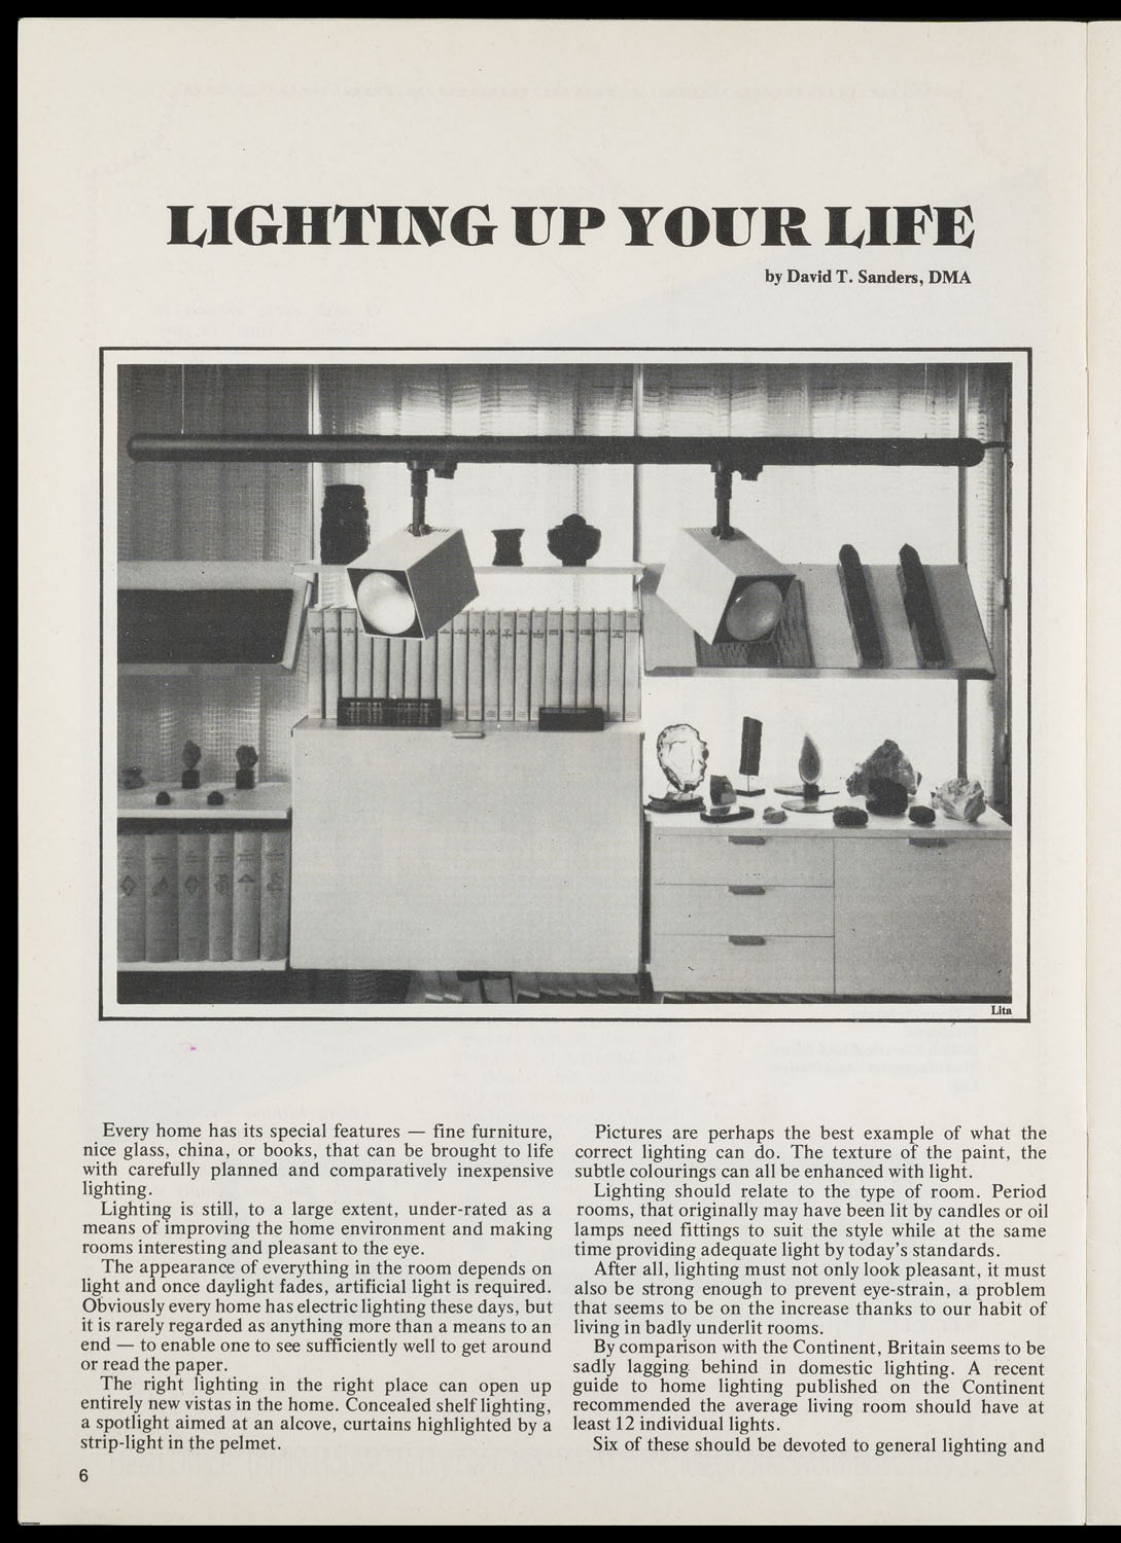 LIGHTING UP YOUR LIFE
by David T. Sanders, DMA
Lita
Every home has its special features — fine furniture,
nice glass, china, or books, that can be brought to life
with carefully planned and comparatively inexpensive
lighting.
Lighting is still, to a large extent, under-rated as a
means of improving the home environment and making
rooms interesting and pleasant to the eye.
The appearance of everything in the room depends on
light and once daylight fades, artificial light is required.
Obviously every home has electric lighting these days, but
it is rarely regarded as anything more than a means to an
end — to enable one to see sufficiently well to get around
or read the paper.
The right lighting in the right place can open up
entirely new vistas in the home. Concealed shelf lighting,
a spotlight aimed at an alcove, curtains highlighted by a
strip-light in the pelmet.
Pictures are perhaps the best example of what the
correct lighting can do. The texture of the paint, the
subtle colourings can all be enhanced with light.
Lighting should relate to the type of room. Period
rooms, that originally may have been lit by candles or oil
lamps need fittings to suit the style while at the same
time providing adequate light by today's standards.
After all, lighting must not only look pleasant, it must
also be strong enough to prevent eye-strain, a problem
that seems to be on the increase thanks to our habit of
living in badly underlit rooms.
By comparison with the Continent, Britain seems to be
sadly lagging behind in domestic lighting. A recent
guide to home lighting published on the Continent
recommended the average living room should have at
least 12 individual lights.
Six of these should be devoted to general lighting and
6